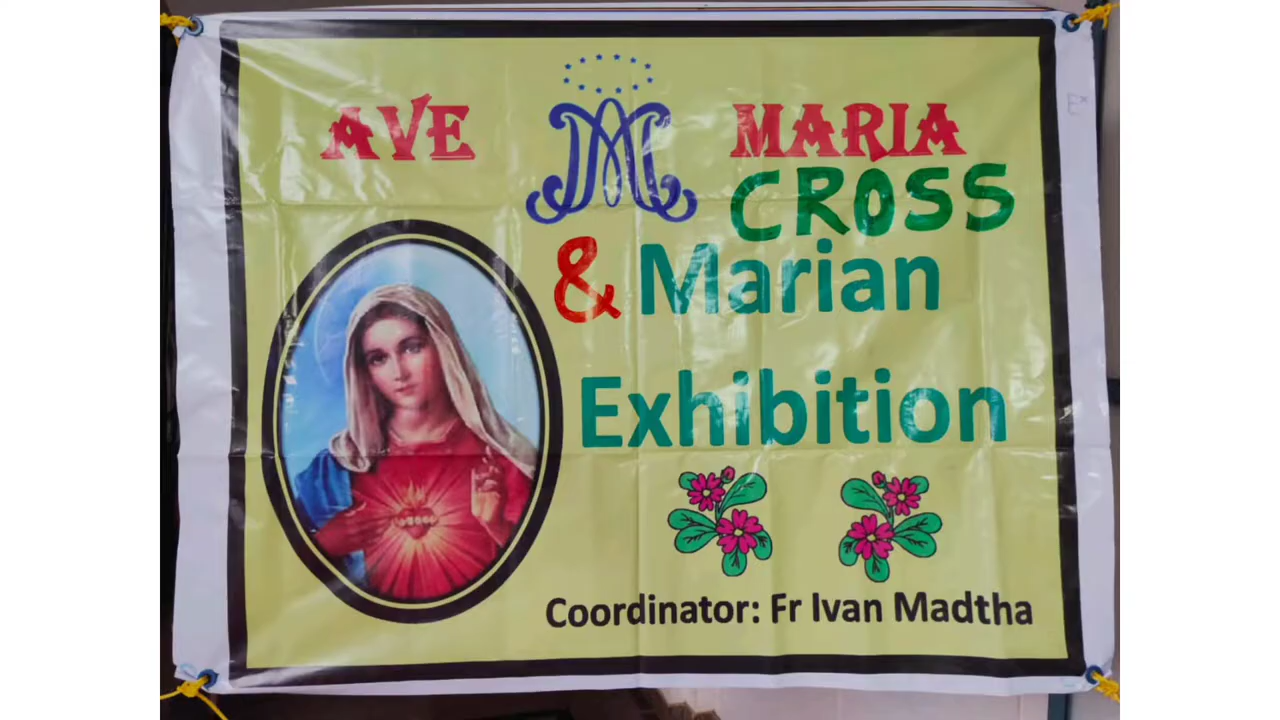 AVE MARIA
CROSS
& Marian
Exhibition
Coordinator: Fr Ivan Madtha